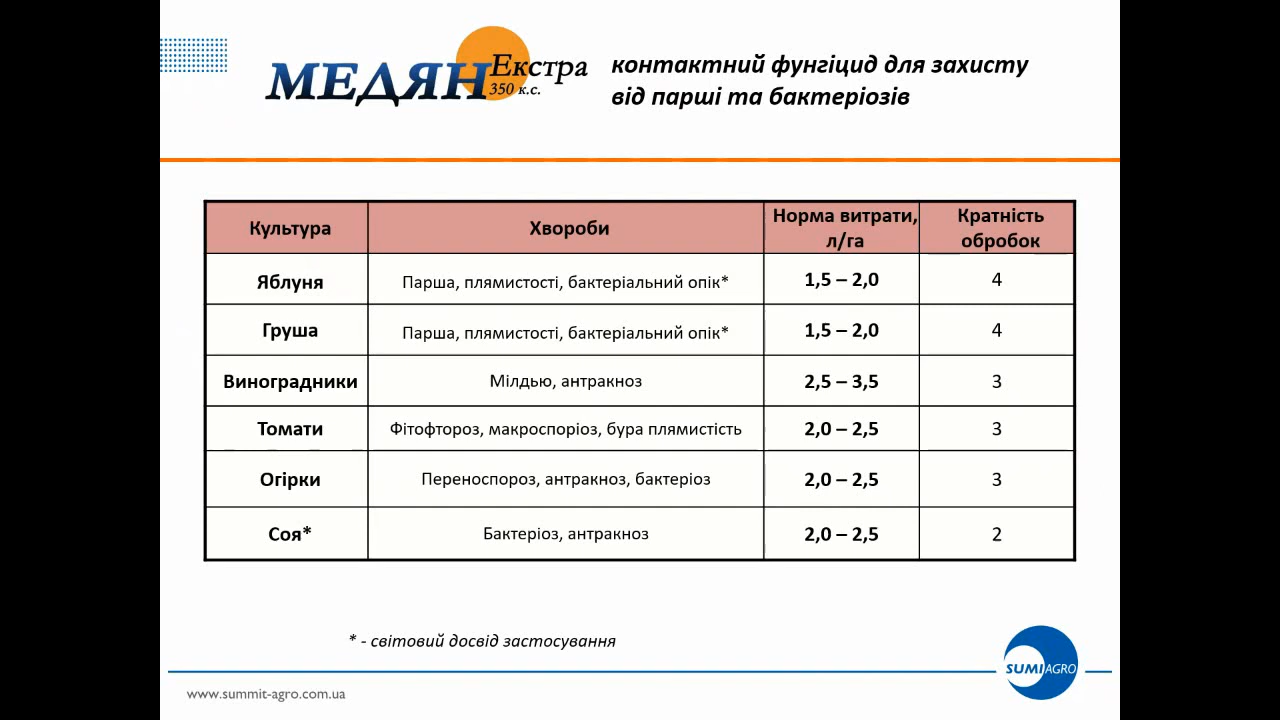 МЕДЯН Екстра
350 к.с.
контактний фунгіцид для захисту
від парші та бактеріозів
Культура Хвороби Норма витрати, л/га Кратність обробок
Яблуня Парша, плямистості, бактеріальний опік* 1,5 – 2,0 4
Груша Парша, плямистості, бактеріальний опік* 1,5 – 2,0 4
Виноградники Мілдью, антракноз 2,5 – 3,5 3
Томати Фітофтороз, макроспоріоз, бура плямистість 2,0 – 2,5 3
Огірки Переноспороз, антракноз, бактеріоз 2,0 – 2,5 3
Соя* Бактеріоз, антракноз 2,0 – 2,5 2
* - світовий досвід застосування
SUMI AGRO
www.summit-agro.com.ua